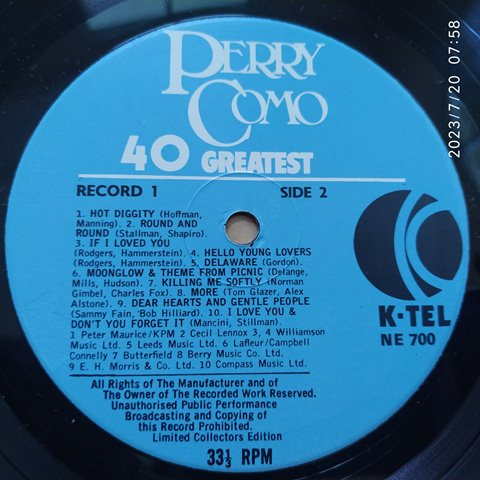 PERRY
COMO
40 GREATEST
RECORD 1 SIDE 2
1. HOT DIGGITY (Hoffman,
Manning). 2. ROUND AND
ROUND (Stallman, Shapiro).
3. IF I LOVED YOU
(Rodgers, Hammerstein). 4. HELLO YOUNG LOVERS
(Rodgers, Hammerstein). 5. DELAWARE (Gordon).
6. MOONGLOW & THEME FROM PICNIC (Delange,
Mills, Hudson). 7. KILLING ME SOFTLY (Norman
Gimbel, Charles Fox). 8. MORE (Tom Glazer, Alex
Alstone). 9. DEAR HEARTS AND GENTLE PEOPLE
(Sammy Fain, Bob Hilliard). 10. I LOVE YOU &
DON'T YOU FORGET IT (Mancini, Stillman).
1 Peter Maurice/KPM 2 Cecil Lennox 3, 4 Williamson
Music Ltd. 5 Leeds Music Ltd. 6 Lafleur/Campbell
Connelly 7 Butterfield 8 Berry Music Co. Ltd.
9 E. H. Morris & Co. Ltd. 10 Compass Music Ltd.
All Rights of The Manufacturer and of
The Owner of The Recorded Work Reserved.
Unauthorised Public Performance
Broadcasting and Copying of
this Record Prohibited.
Limited Collectors Edition
33⅓ RPM
K-TEL
NE 700
2023/7/20 07:58